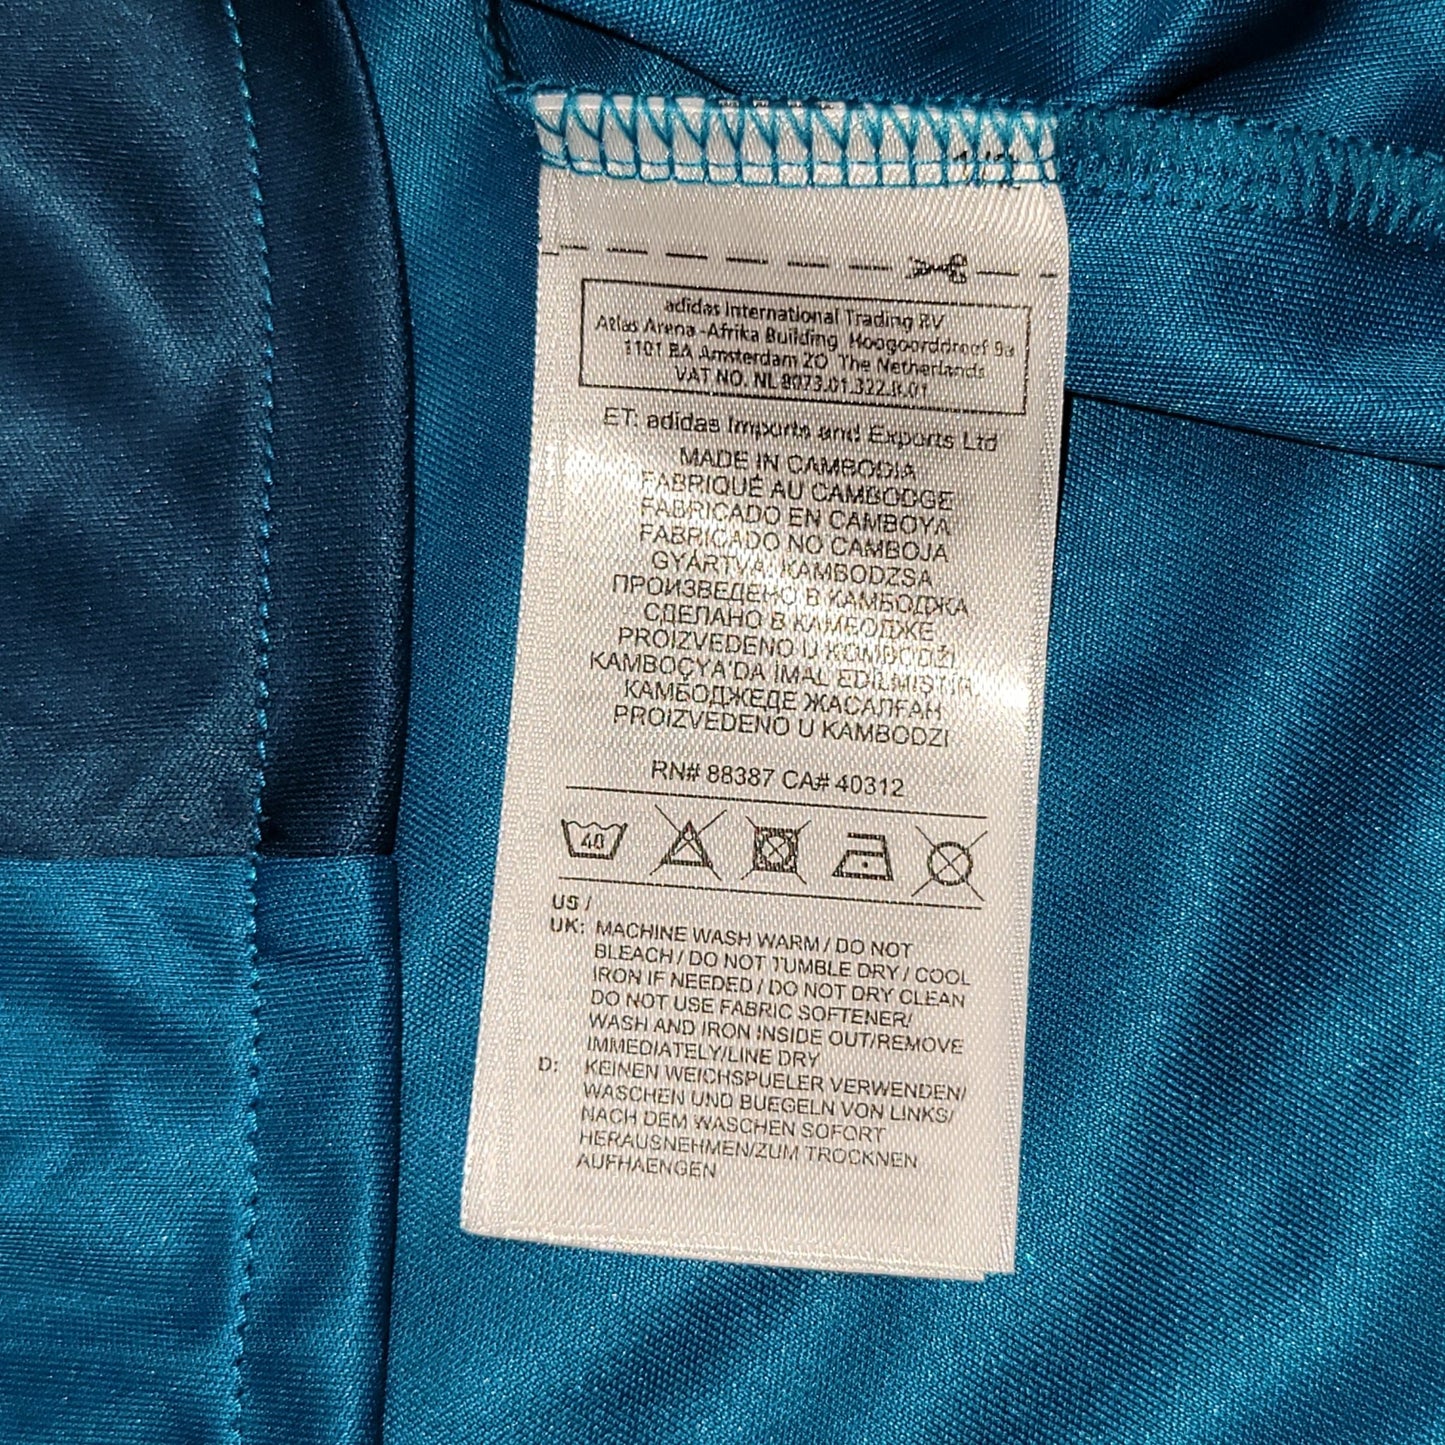 adidas International Trading BV
Atlas Arena -Afrika Building Hoogoorddreef 9a
1101 BA Amsterdam ZO The Netherlands
VAT NO. NL 8073.01.322.B.01
ET: adidas Imports and Exports Ltd
MADE IN CAMBODIA
FABRIQUÉ AU CAMBODGE
FABRICADO EN CAMBOYA
FABRICADO NO CAMBOJA
GYÁRTVA: KAMBODZSA
ПРОИЗВЕДЕНО В КАМБОДЖА
СДЕЛАНО В КАМБОДЖЕ
PROIZVEDENO U KOMBODŽI
KAMBOÇYA'DA İMAL EDİLMİŞTİR
КАМБОДЖЕДЕ ЖАСАЛҒАН
PROIZVEDENO U KAMBODZI
RN# 88387 CA# 40312
40
US /
UK: MACHINE WASH WARM / DO NOT
BLEACH / DO NOT TUMBLE DRY / COOL
IRON IF NEEDED / DO NOT DRY CLEAN
DO NOT USE FABRIC SOFTENER/
WASH AND IRON INSIDE OUT/REMOVE
IMMEDIATELY/LINE DRY
D: KEINEN WEICHSPUELER VERWENDEN/
WASCHEN UND BUEGELN VON LINKS/
NACH DEM WASCHEN SOFORT
HERAUSNEHMEN/ZUM TROCKNEN
AUFHAENGEN